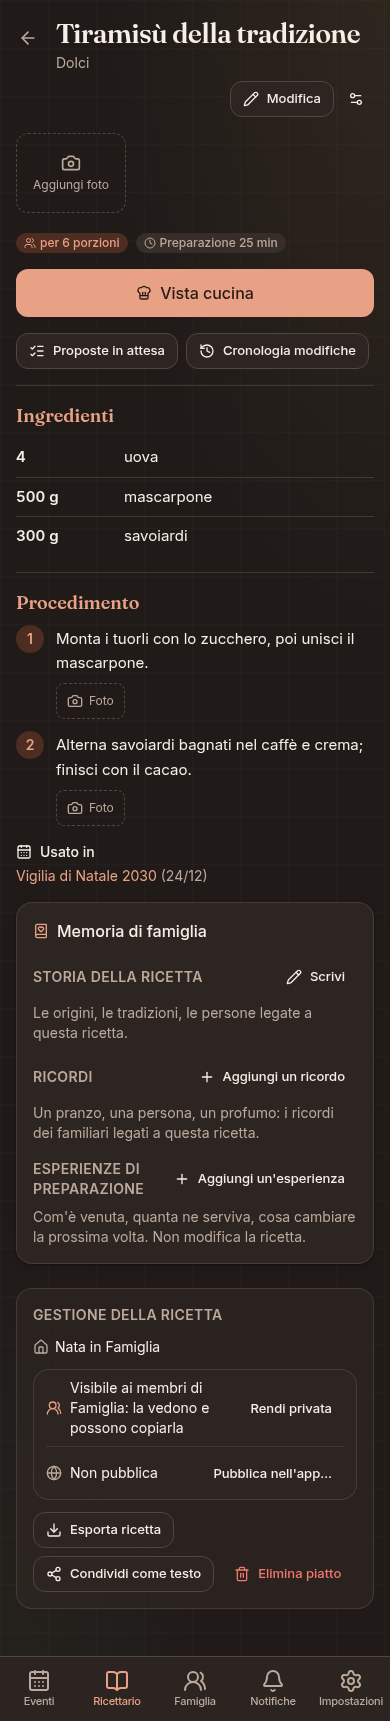 Tiramisù della tradizione
Dolci
Modifica
Aggiungi foto
per 6 porzioni
Preparazione 25 min
Vista cucina
Proposte in attesa
Cronologia modifiche
Ingredienti
4 uova
500 g mascarpone
300 g savoiardi
Procedimento
1 Monta i tuorli con lo zucchero, poi unisci il
mascarpone.
Foto
2 Alterna savoiardi bagnati nel caffè e crema;
finisci con il cacao.
Foto
Usato in
Vigilia di Natale 2030 (24/12)
Memoria di famiglia
STORIA DELLA RICETTA
Scrivi
Le origini, le tradizioni, le persone legate a
questa ricetta.
RICORDI
Aggiungi un ricordo
Un pranzo, una persona, un profumo: i ricordi
dei familiari legati a questa ricetta.
ESPERIENZE DI
PREPARAZIONE
Aggiungi un'esperienza
Com'è venuta, quanta ne serviva, cosa cambiare
la prossima volta. Non modifica la ricetta.
GESTIONE DELLA RICETTA
Nata in Famiglia
Visibile ai membri di
Famiglia: la vedono e
possono copiarla
Rendi privata
Non pubblica
Pubblica nell'app...
Esporta ricetta
Condividi come testo
Elimina piatto
Eventi
Ricettario
Famiglia
Notifiche
Impostazioni